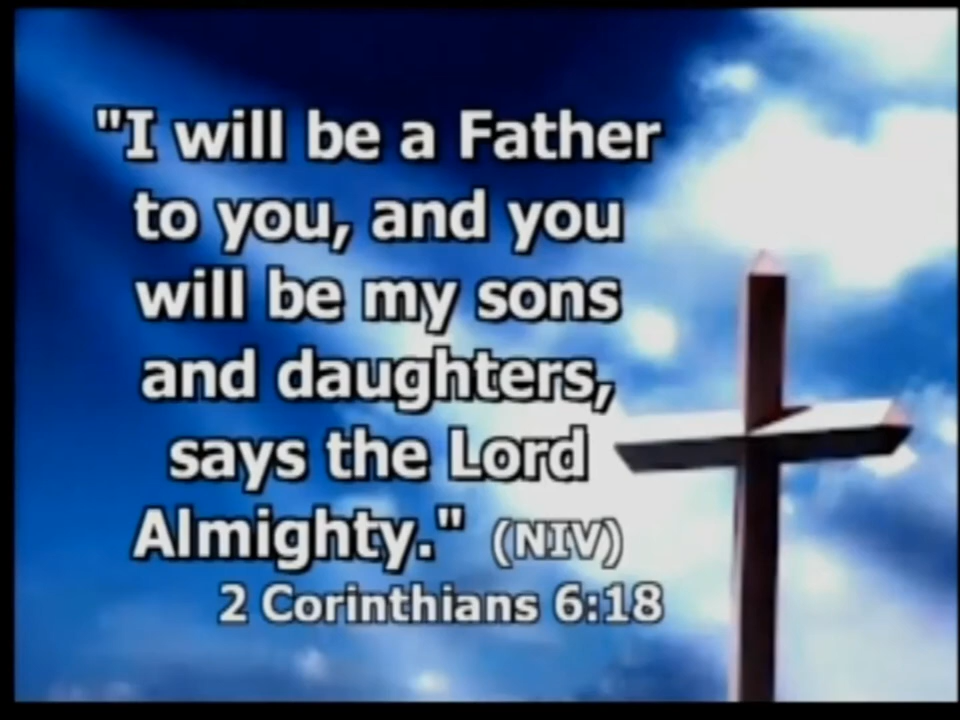 "I will be a Father
to you, and you
will be my sons
and daughters,
says the Lord
Almighty." (NIV)
2 Corinthians 6:18